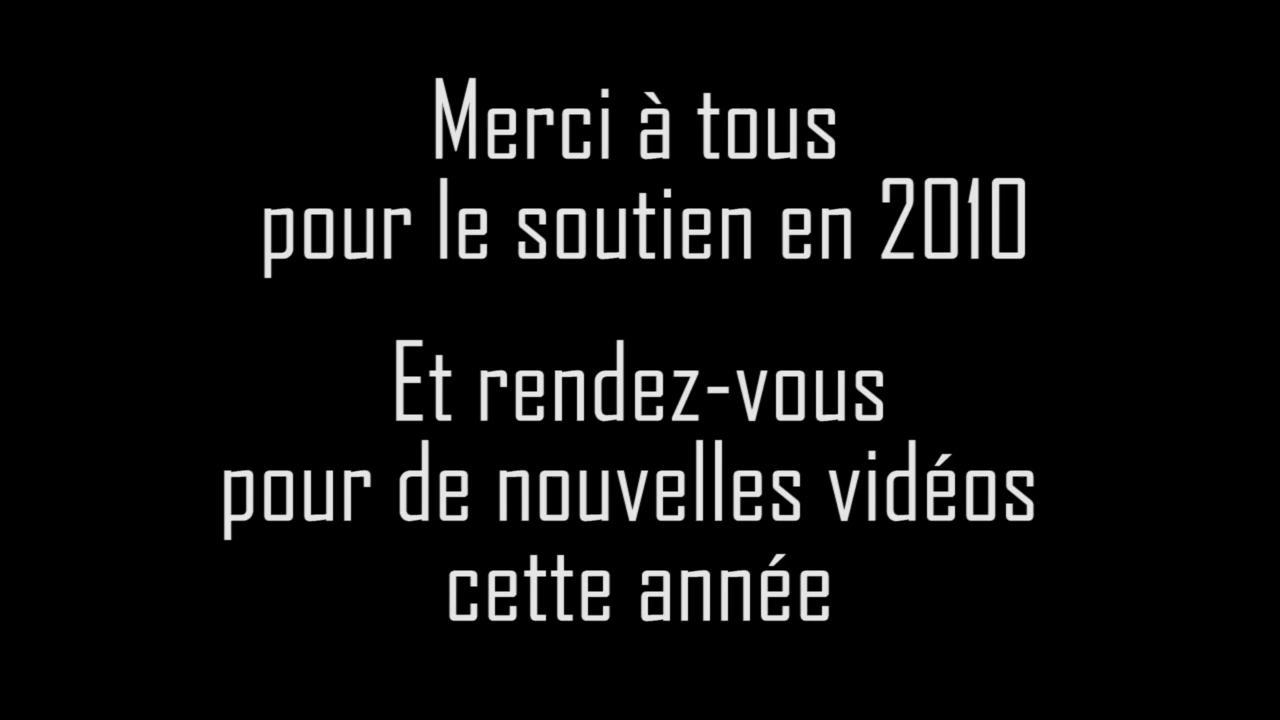 Merci à tous
pour le soutien en 2010
Et rendez-vous
pour de nouvelles vidéos
cette année